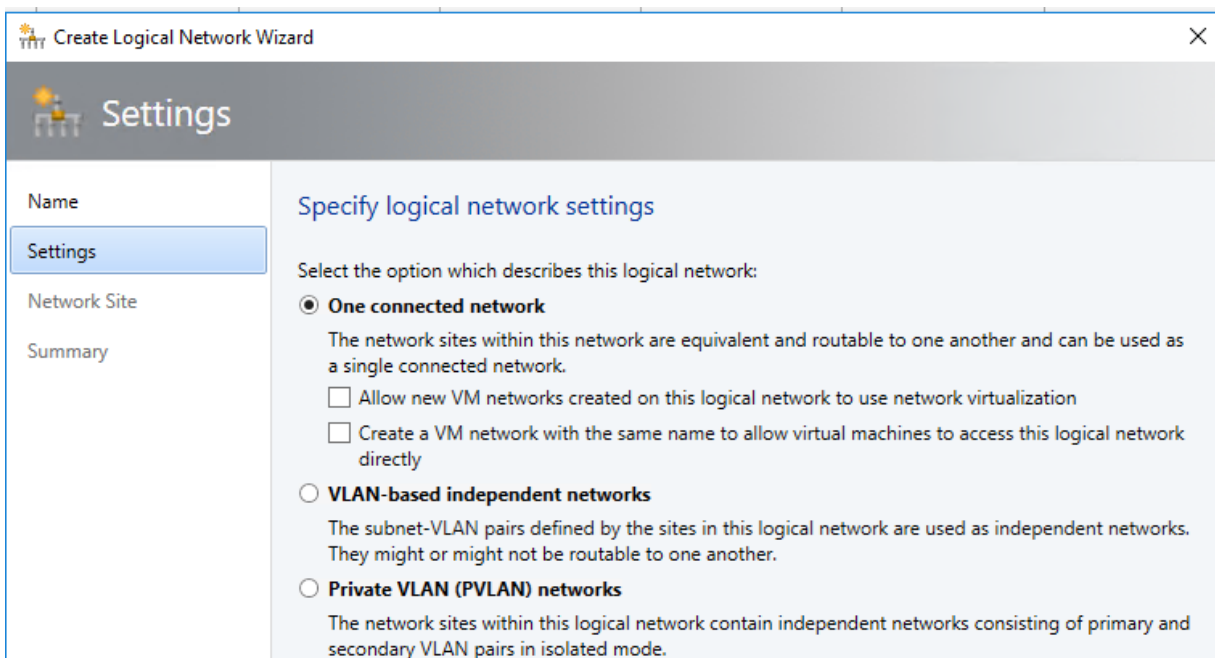 Create Logical Network Wizard
Settings
Name
Settings
Network Site
Summary
Specify logical network settings
Select the option which describes this logical network:
One connected network
The network sites within this network are equivalent and routable to one another and can be used as
a single connected network.
Allow new VM networks created on this logical network to use network virtualization
Create a VM network with the same name to allow virtual machines to access this logical network
directly
VLAN-based independent networks
The subnet-VLAN pairs defined by the sites in this logical network are used as independent networks.
They might or might not be routable to one another.
Private VLAN (PVLAN) networks
The network sites within this logical network contain independent networks consisting of primary and
secondary VLAN pairs in isolated mode.